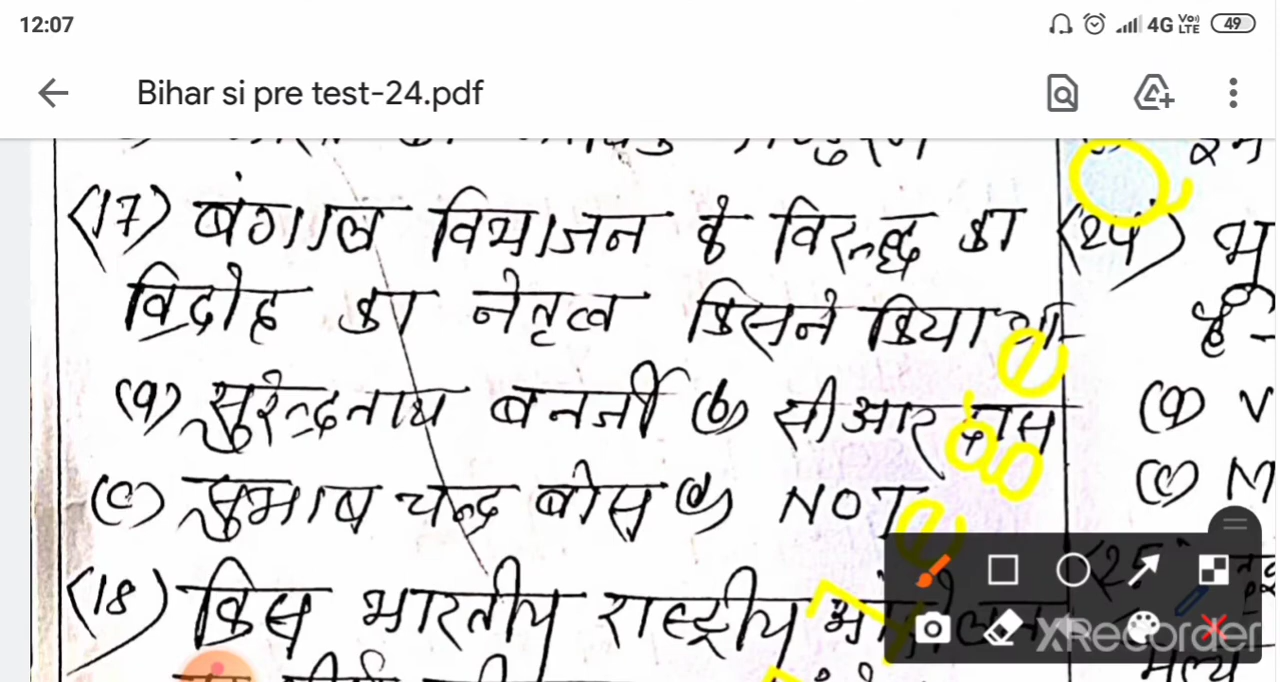 12:07 4G VoLTE 49
Bihar si pre test-24.pdf
(17) बंगाल विभाजन के विरुद्ध का
विद्रोह का नेतृत्व किसने किया था-
(a) सुरेन्द्रनाथ बनर्जी (b) सीआर दास
(c) सुभाष चन्द्र बोस (d) NOT
(18) किस भारतीय राष्ट्रीय
(24) भू
है-
(a) V
(c) M
(25)
मूल्य
XRecorder